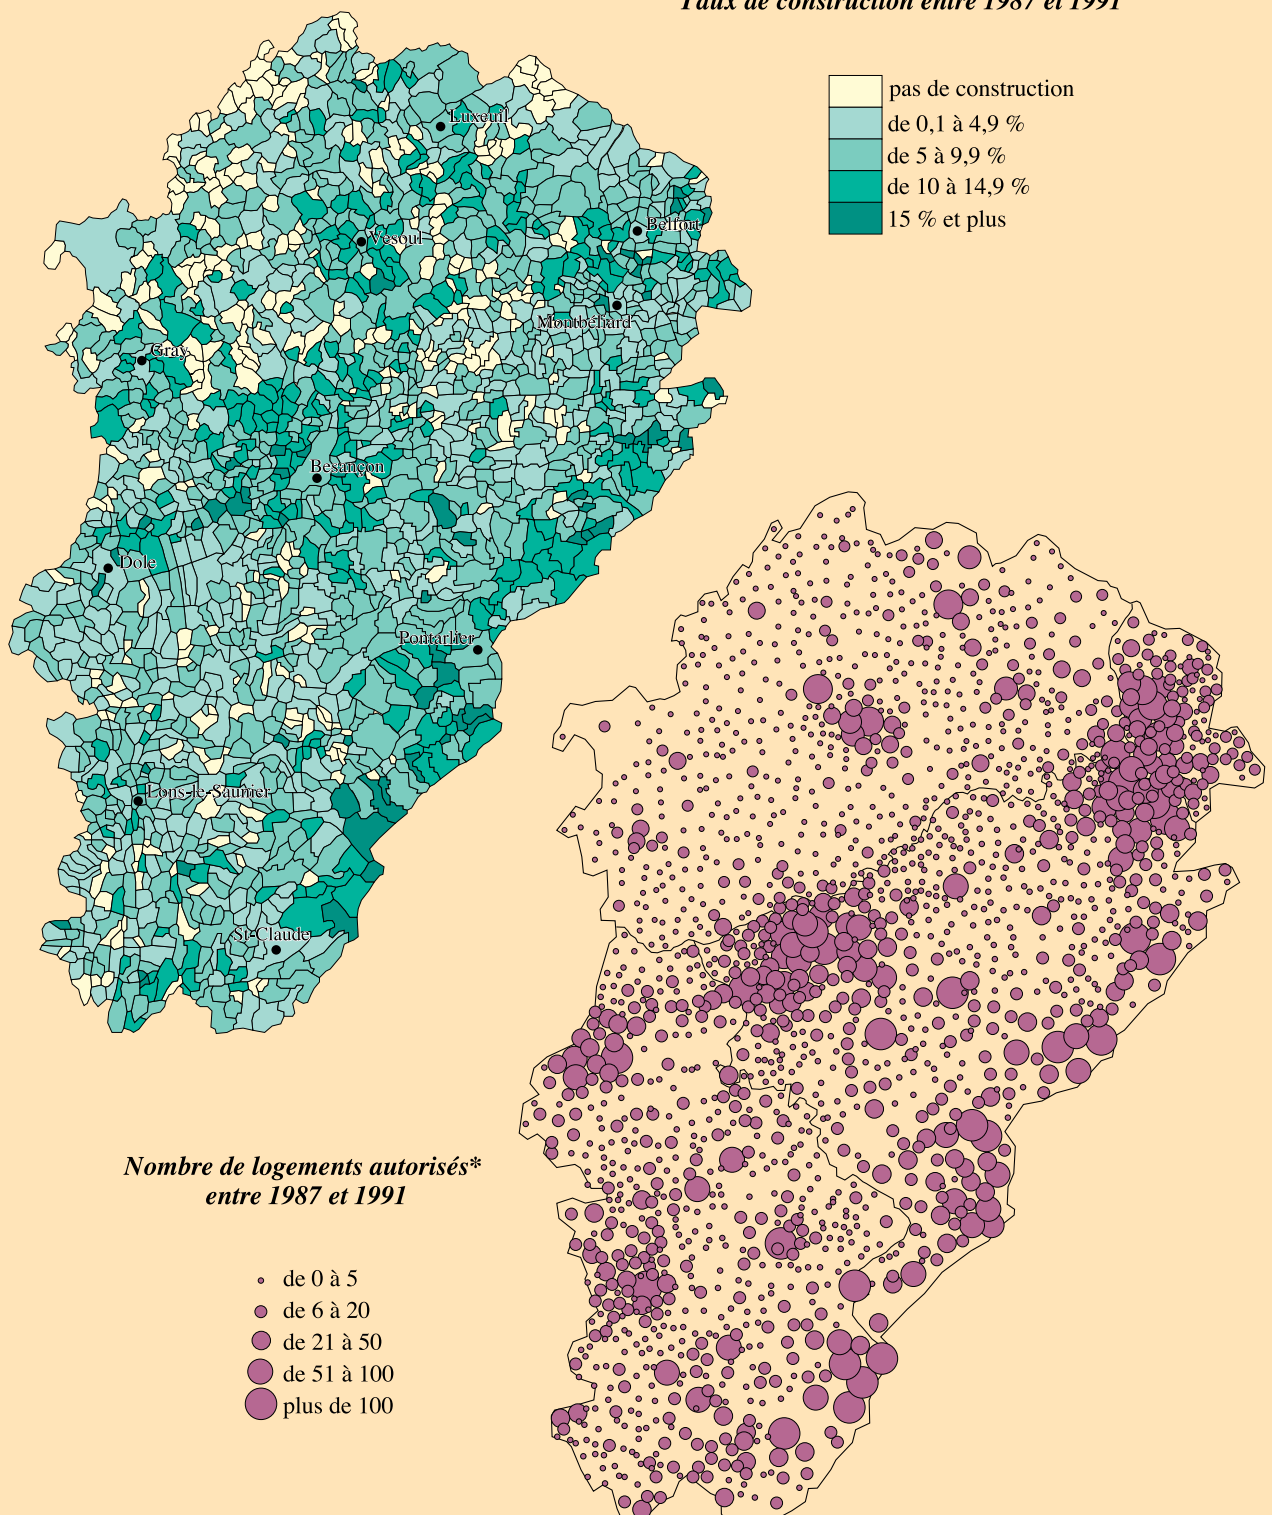 Taux de construction entre 1987 et 1991
pas de construction
de 0,1 à 4,9 %
de 5 à 9,9 %
de 10 à 14,9 %
15 % et plus
Luxeuil
Belfort
Vesoul
Montbéliard
Gray
Besançon
Dole
Pontarlier
Lons-le-Saunier
St-Claude
Nombre de logements autorisés*
entre 1987 et 1991
de 0 à 5
de 6 à 20
de 21 à 50
de 51 à 100
plus de 100